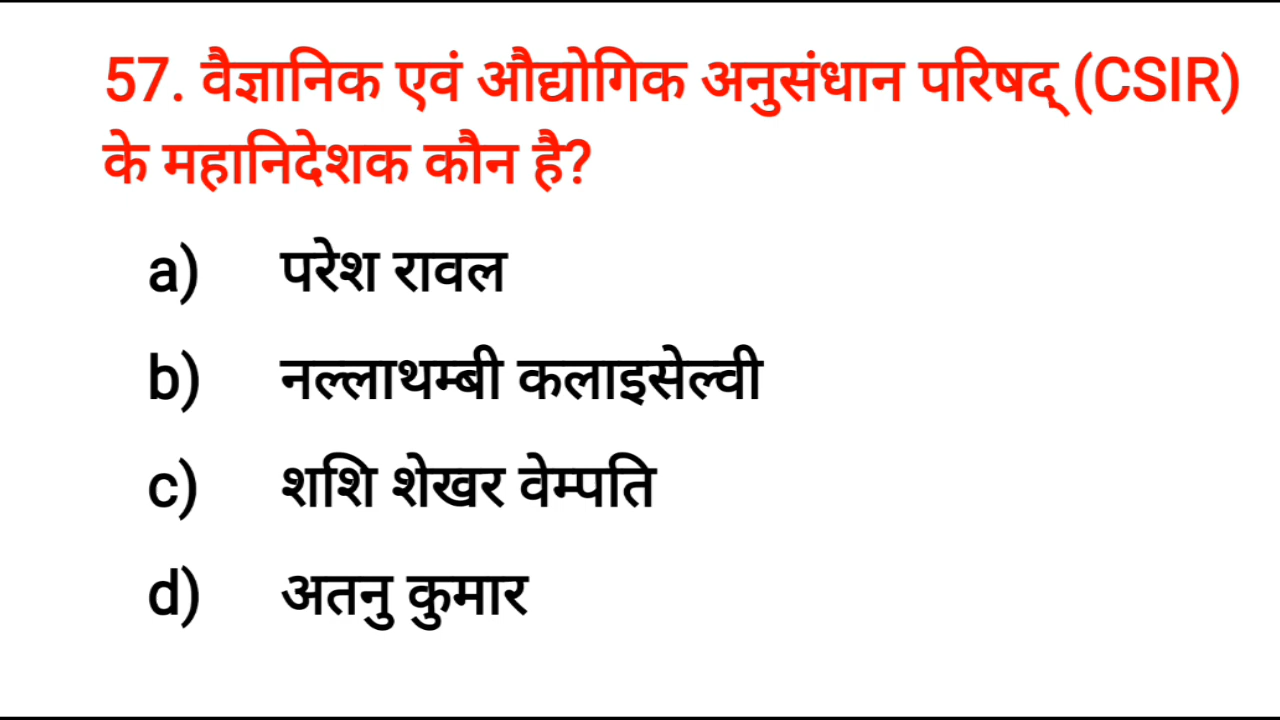 57. वैज्ञानिक एवं औद्योगिक अनुसंधान परिषद् (CSIR)
के महानिदेशक कौन है?
a) परेश रावल
b) नल्लाथम्बी कलाइसेल्वी
c) शशि शेखर वेम्पति
d) अतनु कुमार